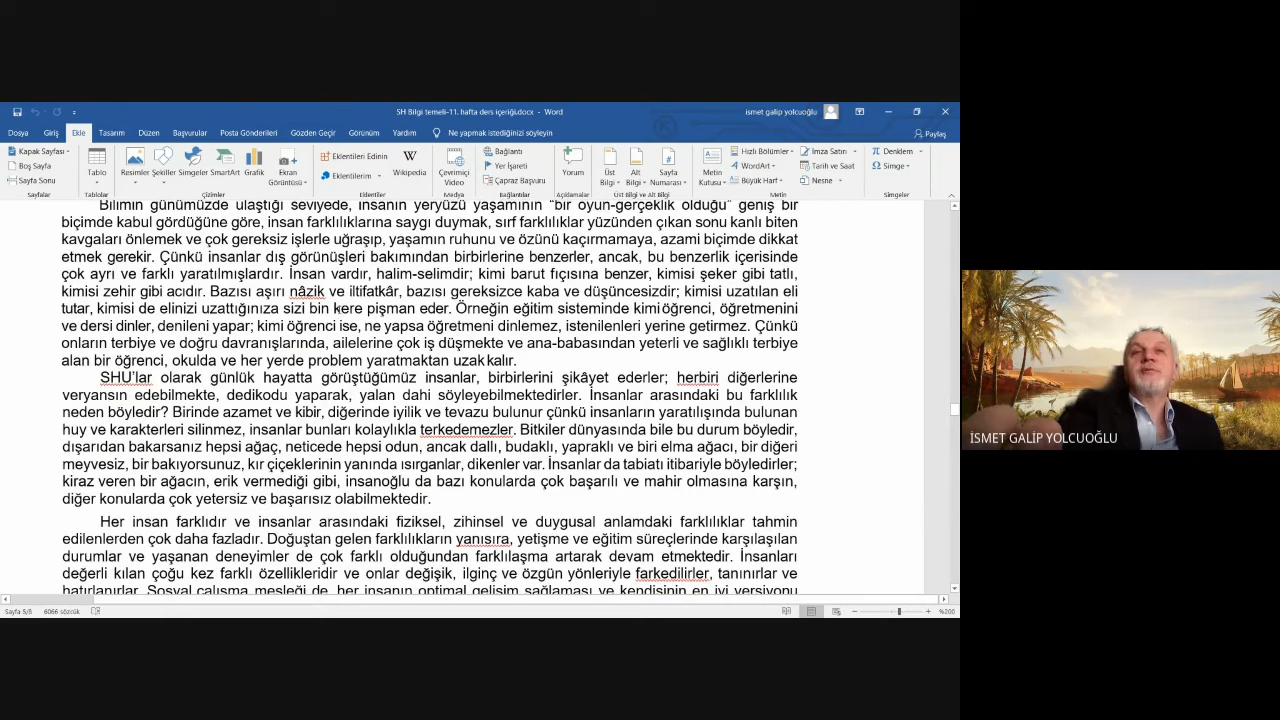 SH Bilgi temeli-11. hafta ders içeriği.docx - Word
ismet galip yolcuoğlu
Dosya Giriş Ekle Tasarım Düzen Başvurular Posta Gönderileri Gözden Geçir Görünüm Yardım Ne yapmak istediğinizi söyleyin
Paylaş
Kapak Sayfası
Boş Sayfa
Sayfa Sonu
Sayfalar
Tablo
Tablolar
Resimler Şekiller Simgeler SmartArt Grafik Ekran Görüntüsü
Çizimler
Eklentileri Edinin
Eklentilerim
Wikipedia
Eklentiler
Çevrimiçi Video
Medya
Bağlantı
Yer İşareti
Çapraz Başvuru
Bağlantılar
Yorum
Açıklamalar
Üst Bilgi Alt Bilgi Sayfa Numarası
Üst Bilgi ve Alt Bilgi
Metin Kutusu
Hızlı Bölümler
WordArt
Büyük Harf
İmza Satırı
Tarih ve Saat
Nesne
Metin
Denklem
Simge
Simgeler
Bilimin günümüzde ulaştığı seviyede, insanın yeryüzü yaşamının “bir oyun-gerçeklik olduğu” geniş bir
biçimde kabul gördüğüne göre, insan farklılıklarına saygı duymak, sırf farklılıklar yüzünden çıkan sonu kanlı biten
kavgaları önlemek ve çok gereksiz işlerle uğraşıp, yaşamın ruhunu ve özünü kaçırmamaya, azami biçimde dikkat
etmek gerekir. Çünkü insanlar dış görünüşleri bakımından birbirlerine benzerler, ancak, bu benzerlik içerisinde
çok ayrı ve farklı yaratılmışlardır. İnsan vardır, halim-selimdir; kimi barut fıçısına benzer, kimisi şeker gibi tatlı,
kimisi zehir gibi acıdır. Bazısı aşırı nâzik ve iltifatkâr, bazısı gereksizce kaba ve düşüncesizdir; kimisi uzatılan eli
tutar, kimisi de elinizi uzattığınıza sizi bin kere pişman eder. Örneğin eğitim sisteminde kimi öğrenci, öğretmenini
ve dersi dinler, denileni yapar; kimi öğrenci ise, ne yapsa öğretmeni dinlemez, istenilenleri yerine getirmez. Çünkü
onların terbiye ve doğru davranışlarında, ailelerine çok iş düşmekte ve ana-babasından yeterli ve sağlıklı terbiye
alan bir öğrenci, okulda ve her yerde problem yaratmaktan uzak kalır.
SHU’lar olarak günlük hayatta görüştüğümüz insanlar, birbirlerini şikâyet ederler; herbiri diğerlerine
veryansın edebilmekte, dedikodu yaparak, yalan dahi söyleyebilmektedirler. İnsanlar arasındaki bu farklılık
neden böyledir? Birinde azamet ve kibir, diğerinde iyilik ve tevazu bulunur çünkü insanların yaratılışında bulunan
huy ve karakterleri silinmez, insanlar bunları kolaylıkla terkedemezler. Bitkiler dünyasında bile bu durum böyledir,
dışarıdan bakarsanız hepsi ağaç, neticede hepsi odun, ancak dallı, budaklı, yapraklı ve biri elma ağacı, bir diğeri
meyvesiz, bir bakıyorsunuz, kır çiçeklerinin yanında ısırganlar, dikenler var. İnsanlar da tabiatı itibariyle böyledirler;
kiraz veren bir ağacın, erik vermediği gibi, insanoğlu da bazı konularda çok başarılı ve mahir olmasına karşın,
diğer konularda çok yetersiz ve başarısız olabilmektedir.
Her insan farklıdır ve insanlar arasındaki fiziksel, zihinsel ve duygusal anlamdaki farklılıklar tahmin
edilenlerden çok daha fazladır. Doğuştan gelen farklılıkların yanısıra, yetişme ve eğitim süreçlerinde karşılaşılan
durumlar ve yaşanan deneyimler de çok farklı olduğundan farklılaşma artarak devam etmektedir. İnsanları
değerli kılan çoğu kez farklı özellikleridir ve onlar değişik, ilginç ve özgün yönleriyle farkedilirler, tanınırlar ve
hatırlanırlar. Sosyal çalışma mesleği de, her insanın optimal gelişim sağlaması ve kendisinin en iyi versiyonu
Sayfa 5/8 6066 sözcük
%200
İSMET GALİP YOLCUOĞLU